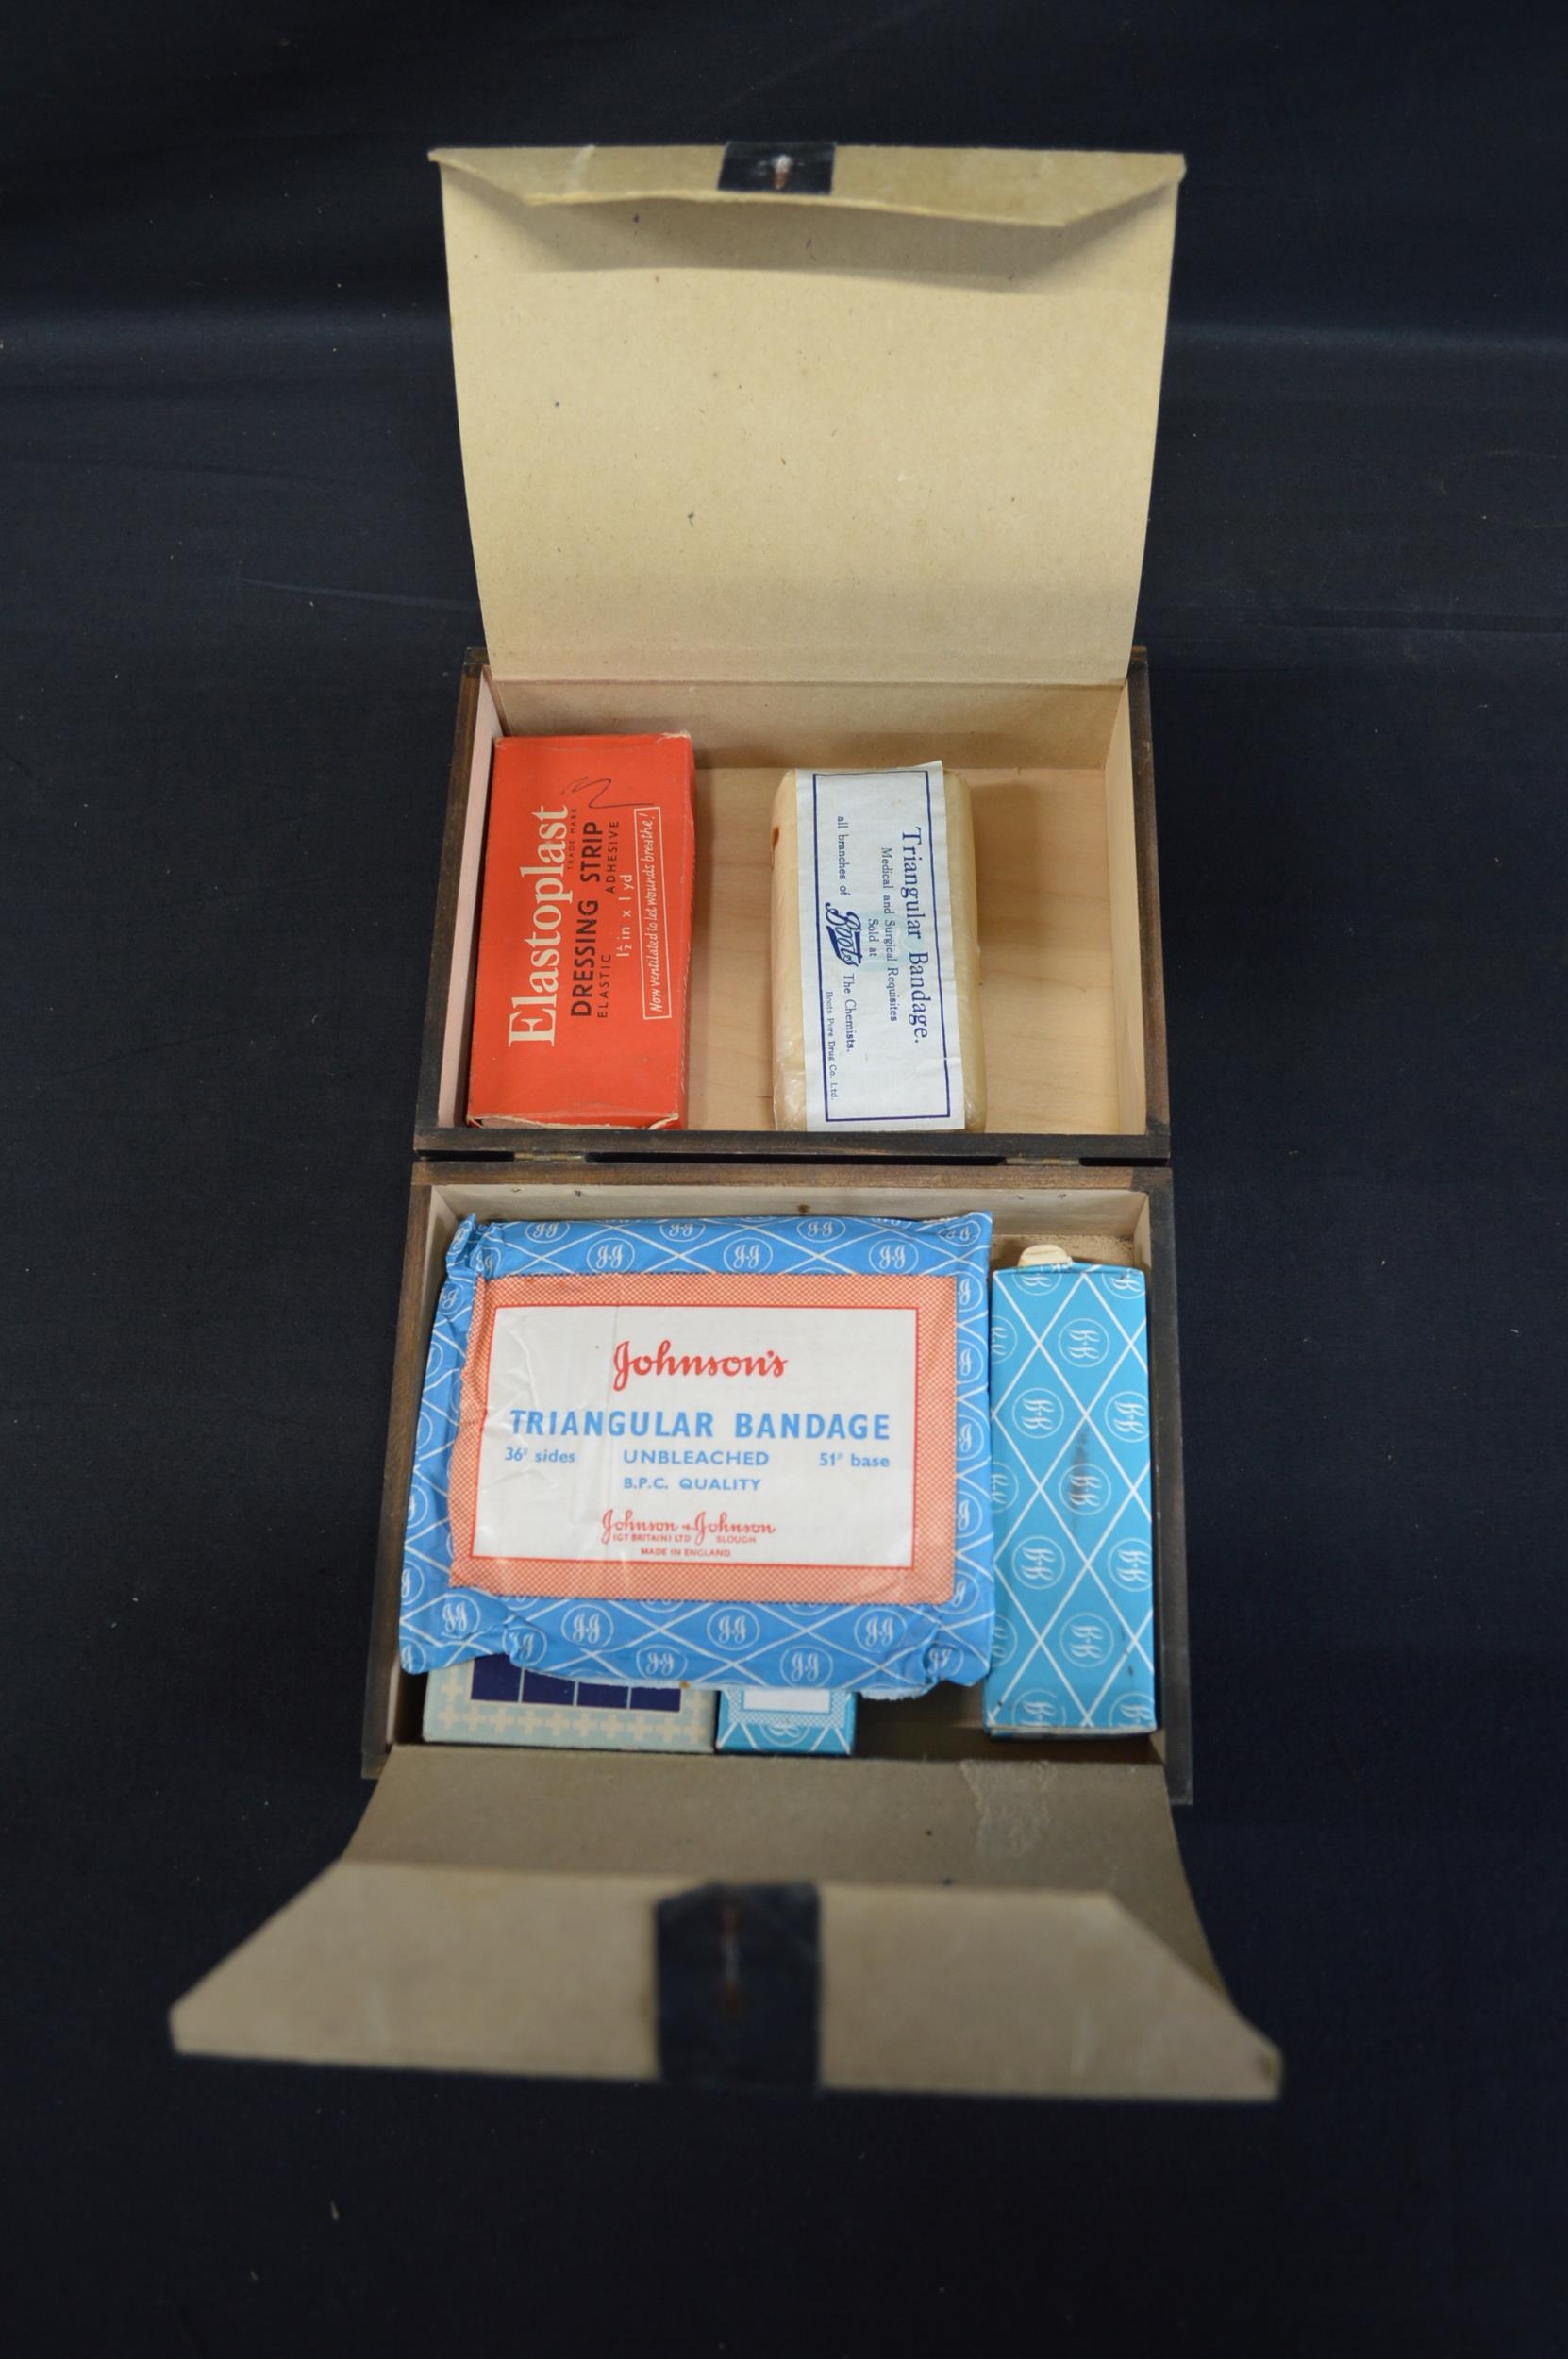 Elastoplast
TRADE MARK
DRESSING STRIP
ELASTIC ADHESIVE
1½ in x 1 yd
Now ventilated to let wounds breathe!
Triangular Bandage.
Medical and Surgical Requisites
Sold at
all branches of Boots The Chemists.
Boots Pure Drug Co. Ltd.
Johnson's
TRIANGULAR BANDAGE
36" sides UNBLEACHED 51" base
B.P.C. QUALITY
Johnson + Johnson
(GT BRITAIN) LTD SLOUGH
MADE IN ENGLAND